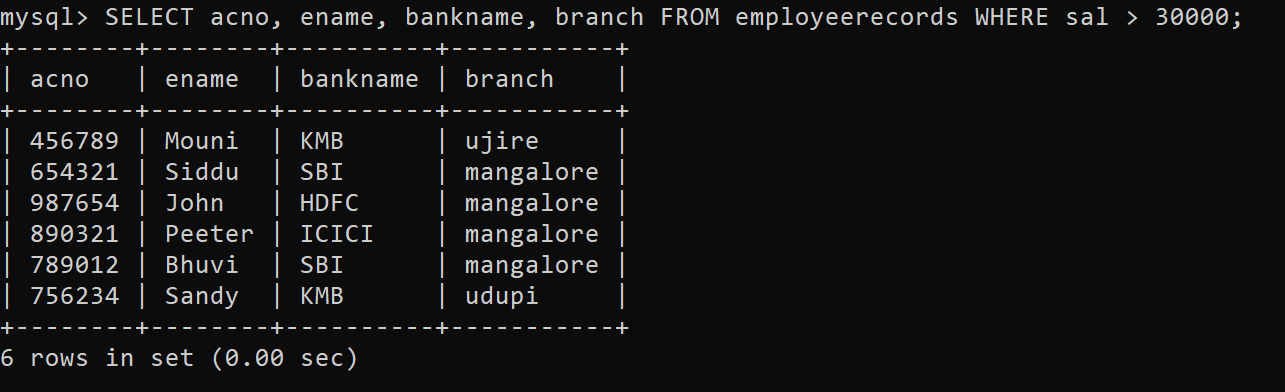 mysql> SELECT acno, ename, bankname, branch FROM employeerecords WHERE sal > 30000;
+--------+--------+----------+-----------+
| acno   | ename  | bankname | branch    |
+--------+--------+----------+-----------+
| 456789 | Mouni  | KMB      | ujire     |
| 654321 | Siddu  | SBI      | mangalore |
| 987654 | John   | HDFC     | mangalore |
| 890321 | Peeter | ICICI    | mangalore |
| 789012 | Bhuvi  | SBI      | mangalore |
| 756234 | Sandy  | KMB      | udupi     |
+--------+--------+----------+-----------+
6 rows in set (0.00 sec)